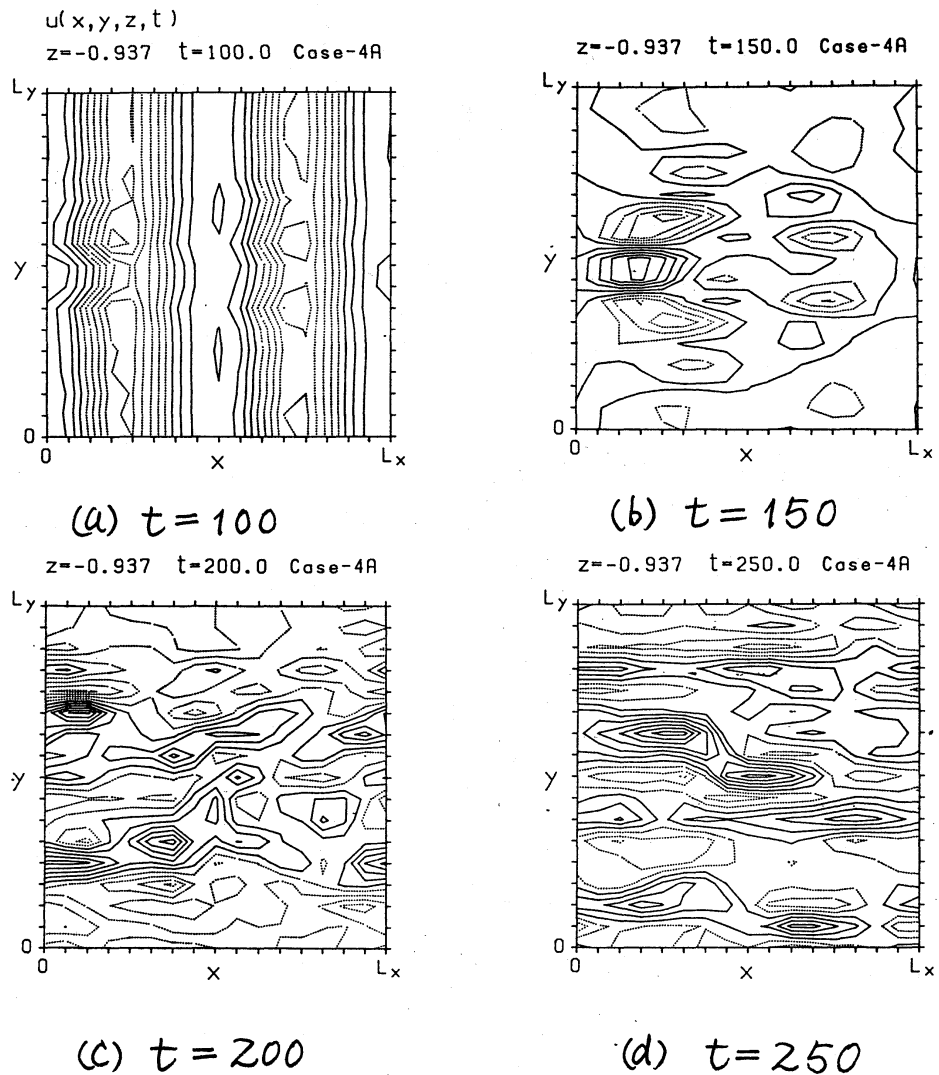 u(x,y,z,t)
z=-0.937 t=100.0 Case-4A
Ly
y
0
0 x Lx
(a) t=100
z=-0.937 t=150.0 Case-4A
Ly
y
0
0 x Lx
(b) t=150
z=-0.937 t=200.0 Case-4A
Ly
y
0
0 x Lx
(c) t=200
z=-0.937 t=250.0 Case-4A
Ly
y
0
0 x Lx
(d) t=250